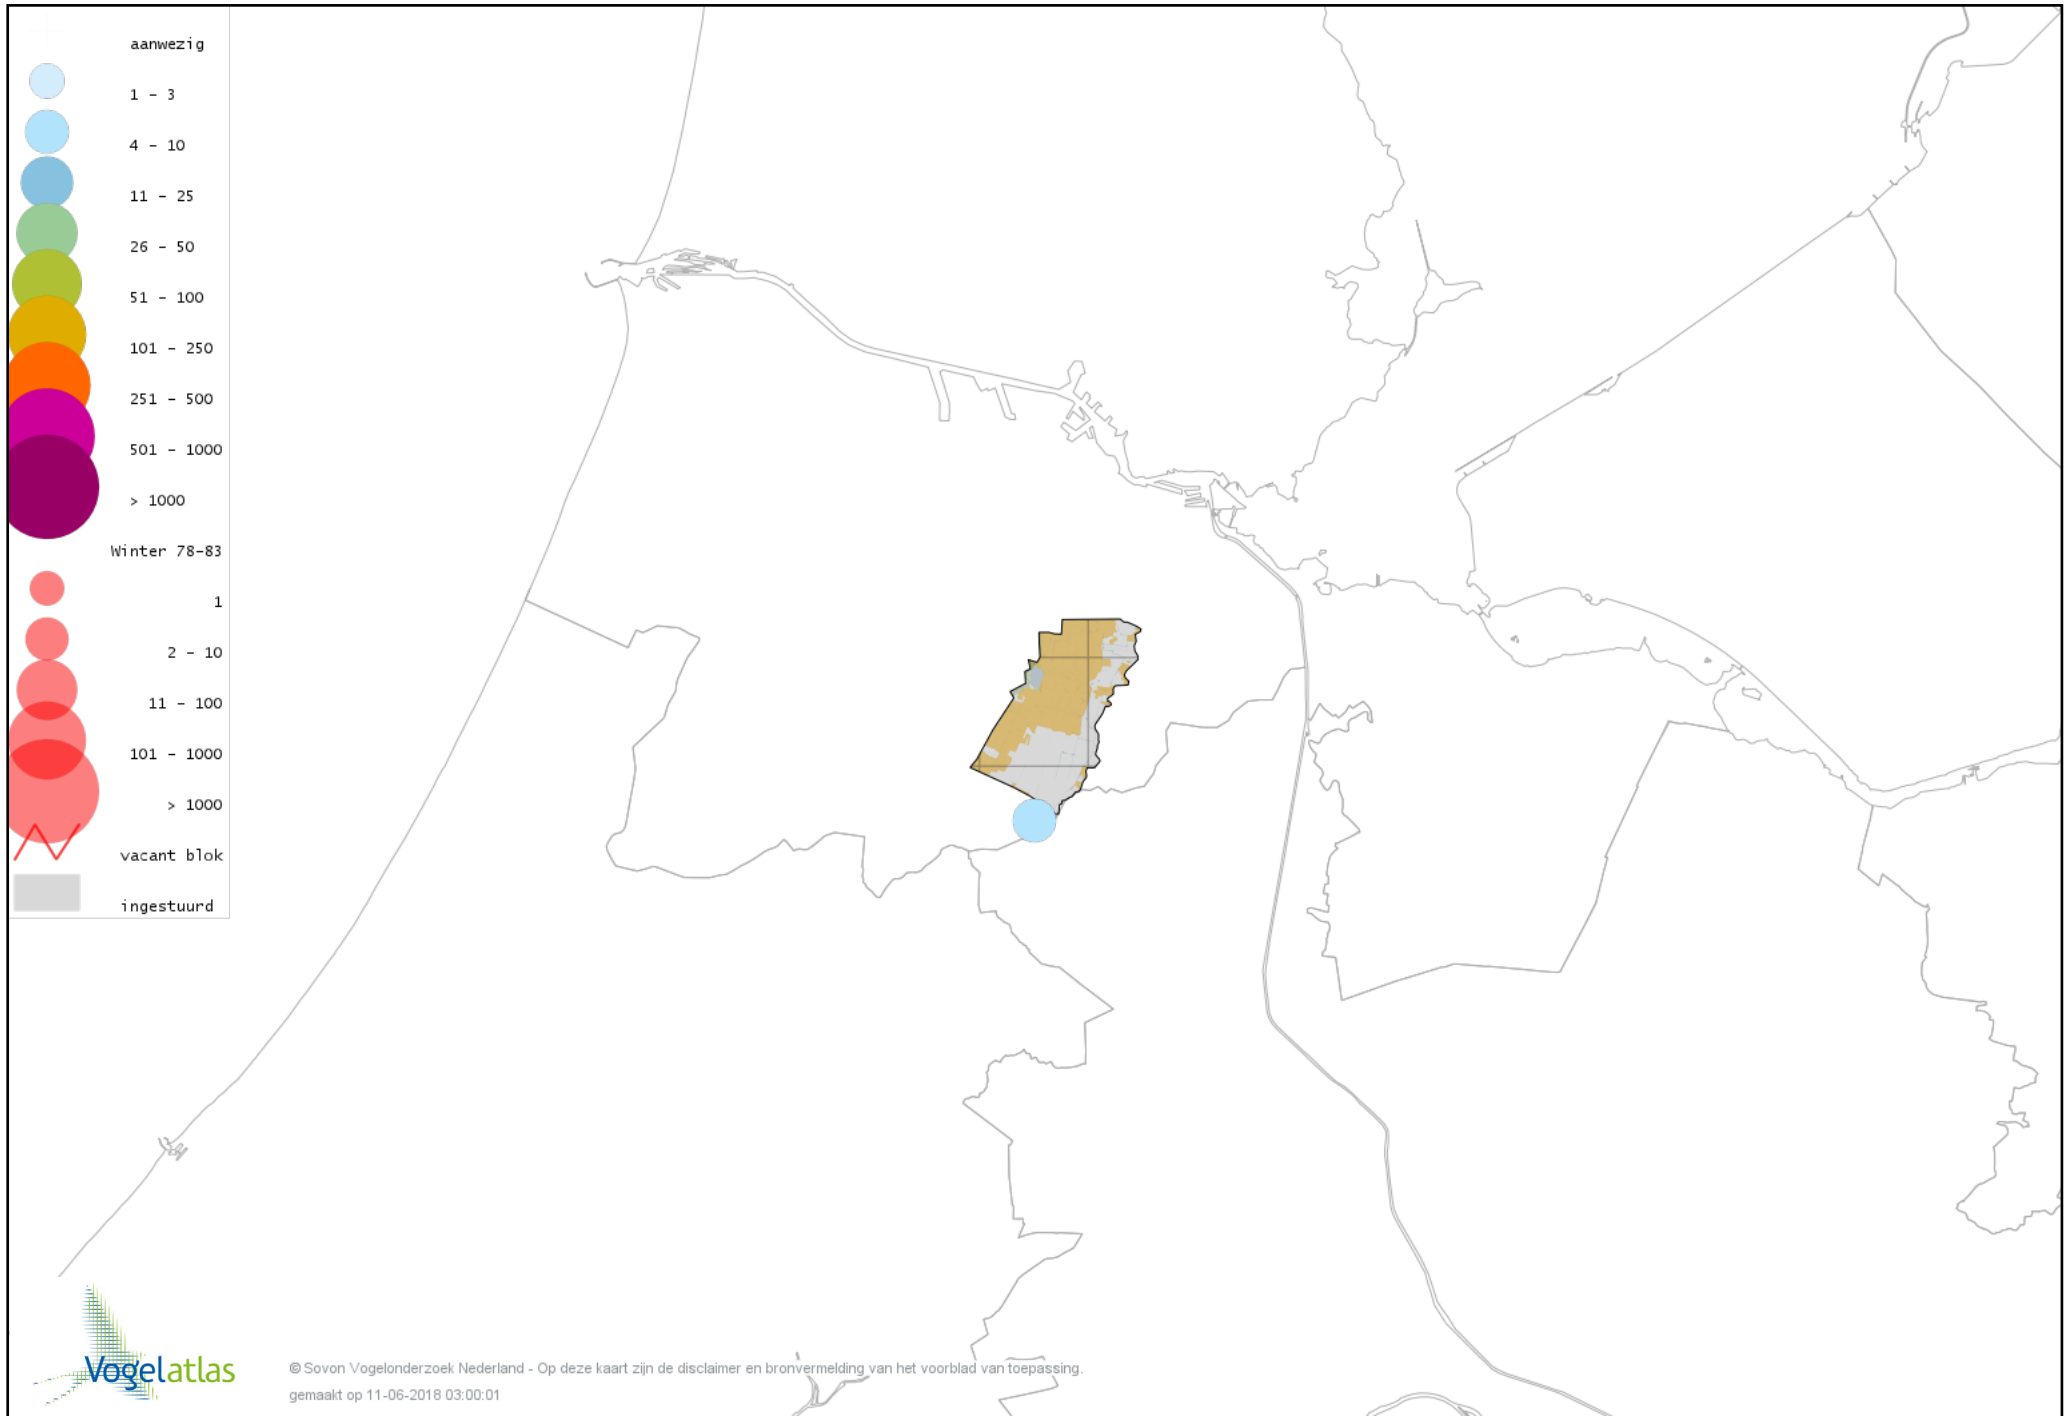 aanwezig
1 - 3
4 - 10
11 - 25
26 - 50
51 - 100
101 - 250
251 - 500
501 - 1000
> 1000
Winter 78-83
1
2 - 10
11 - 100
101 - 1000
> 1000
vacant blok
ingestuurd
Vogelatlas
© Sovon Vogelonderzoek Nederland - Op deze kaart zijn de disclaimer en bronvermelding van het voorblad van toepassing.
gemaakt op 11-06-2018 03:00:01